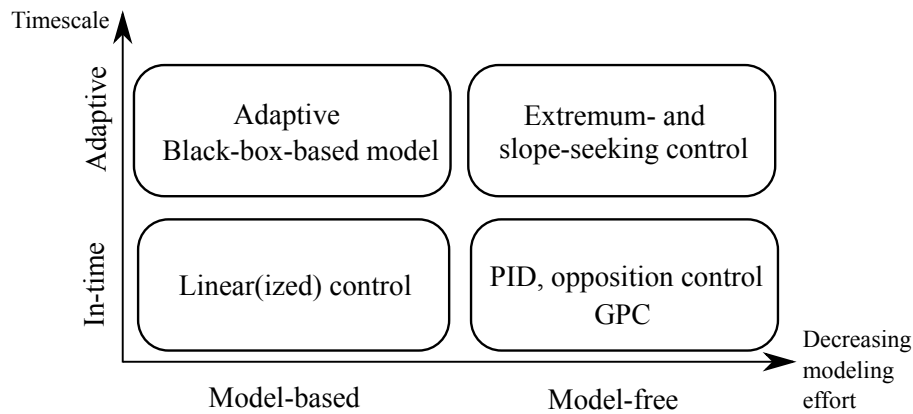 Timescale
Adaptive
Adaptive
Black-box-based model
Extremum- and
slope-seeking control
In-time
Linear(ized) control
PID, opposition control
GPC
Model-based
Model-free
Decreasing
modeling
effort